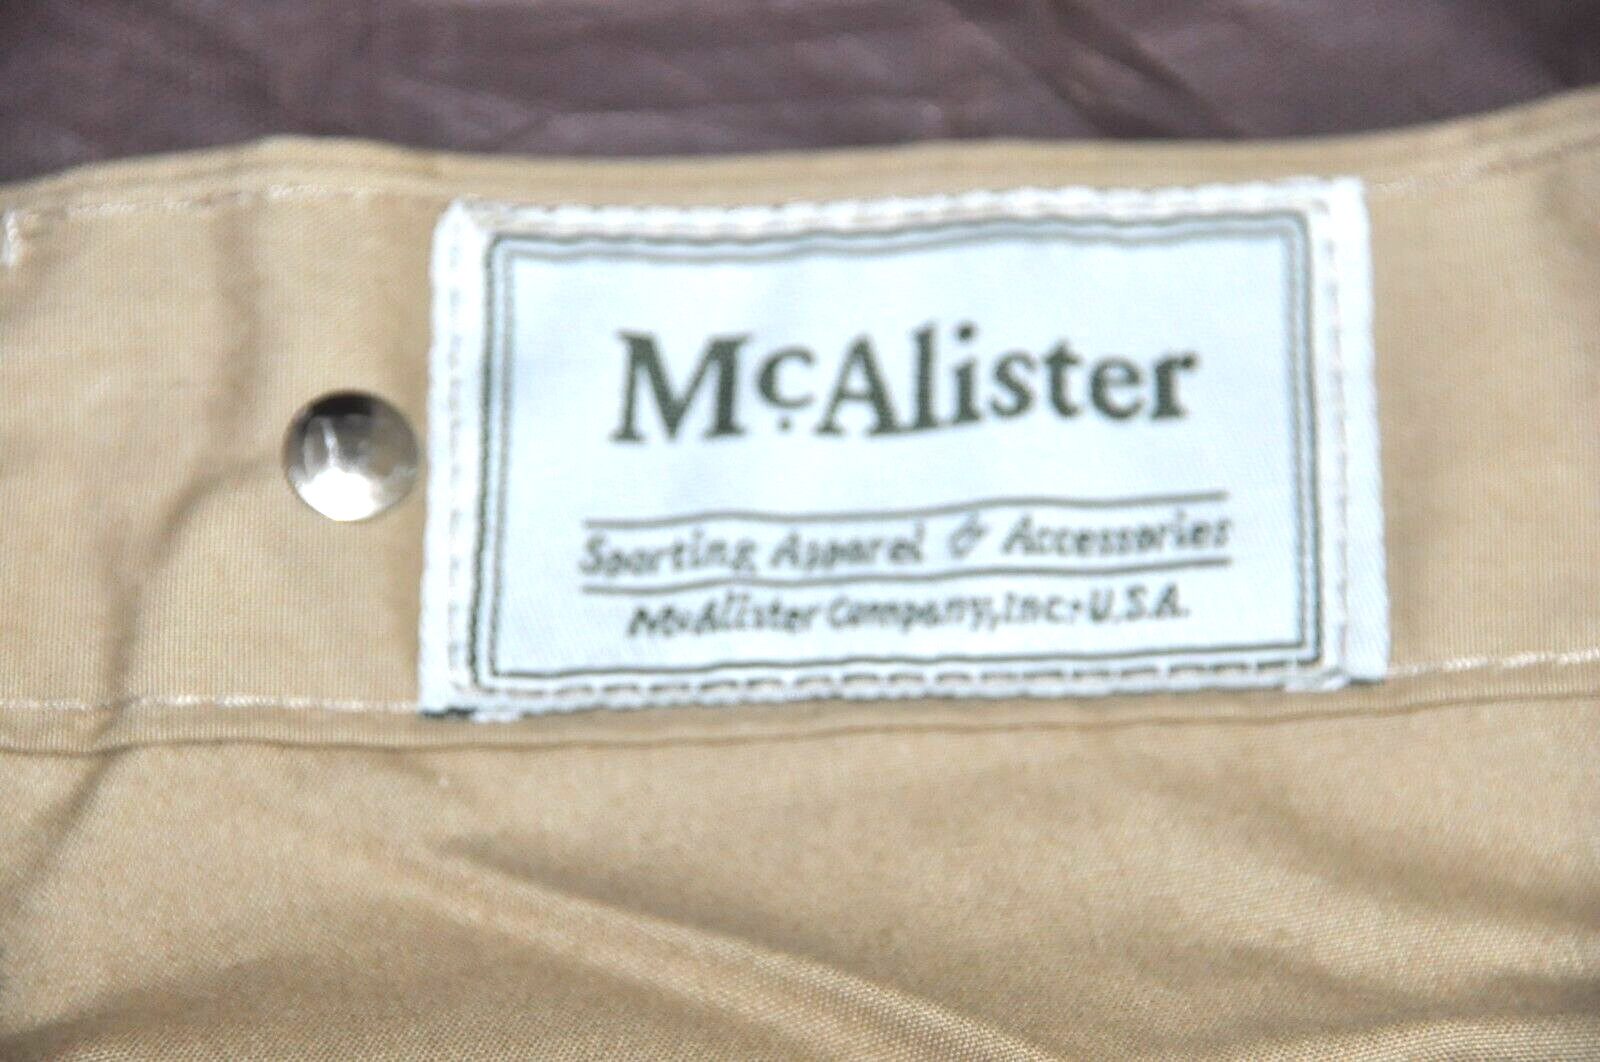 McAlister
Sporting Apparel & Accessories
McAlister Company, Inc. U.S.A.